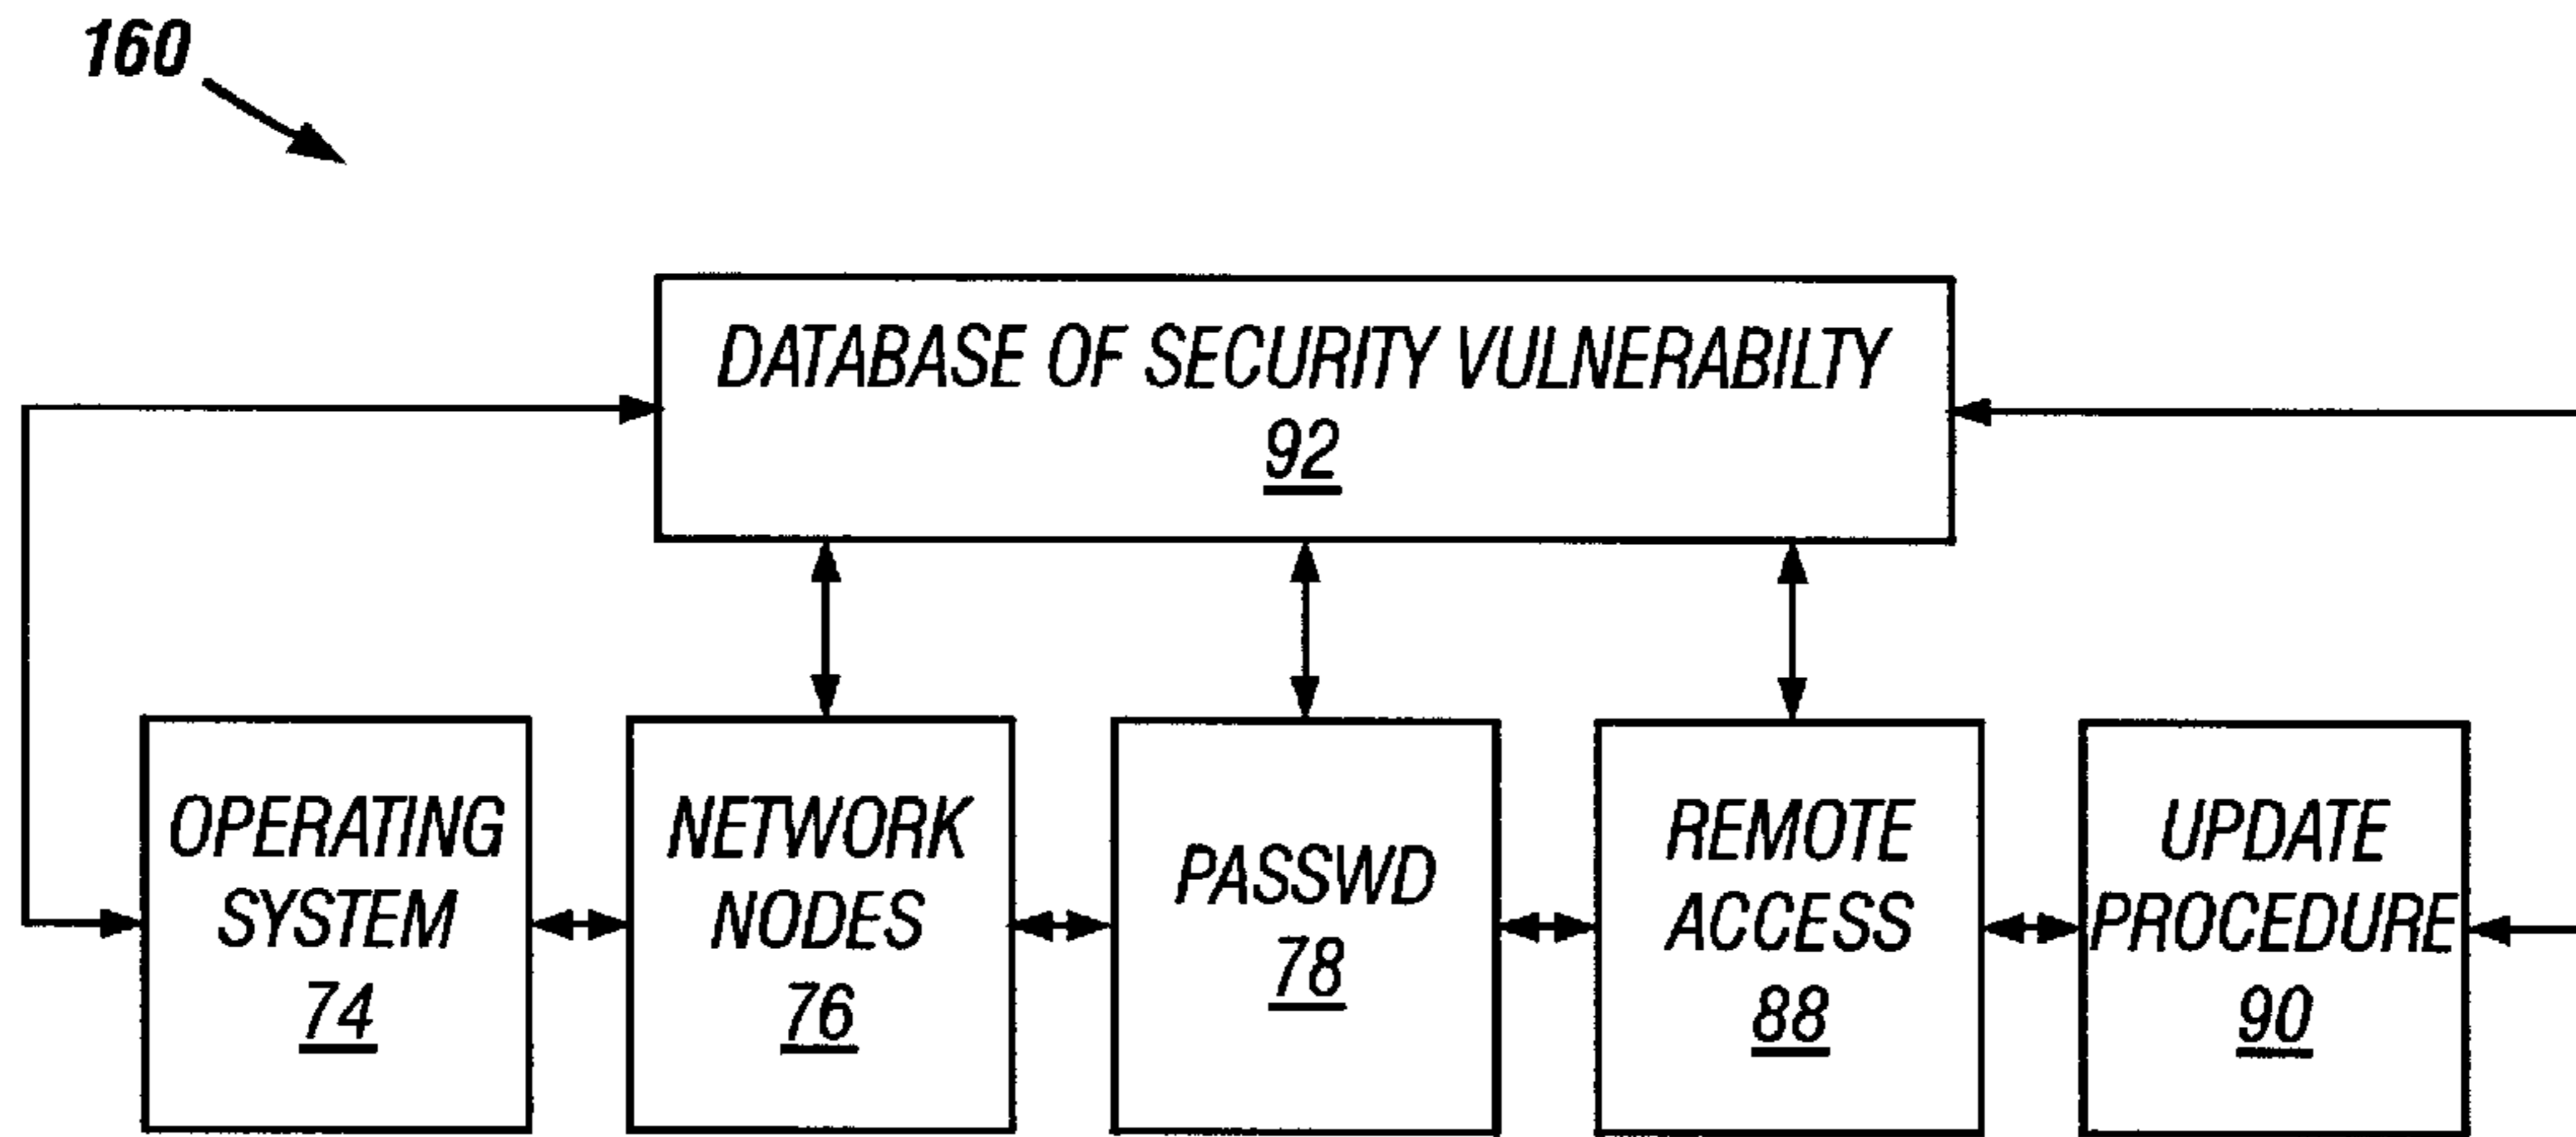 160
DATABASE OF SECURITY VULNERABILTY
92
OPERATING
SYSTEM
74
NETWORK
NODES
76
PASSWD
78
REMOTE
ACCESS
88
UPDATE
PROCEDURE
90